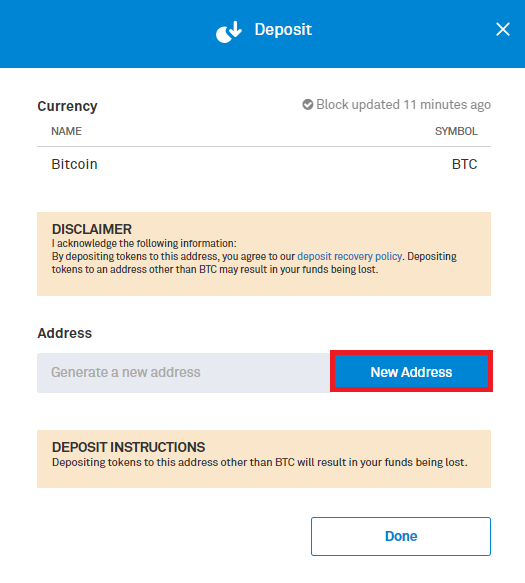 Deposit
Currency
Block updated 11 minutes ago
NAME
SYMBOL
Bitcoin
BTC
DISCLAIMER
I acknowledge the following information:
By depositing tokens to this address, you agree to our deposit recovery policy. Depositing
tokens to an address other than BTC may result in your funds being lost.
Address
Generate a new address
New Address
DEPOSIT INSTRUCTIONS
Depositing tokens to this address other than BTC will result in your funds being lost.
Done